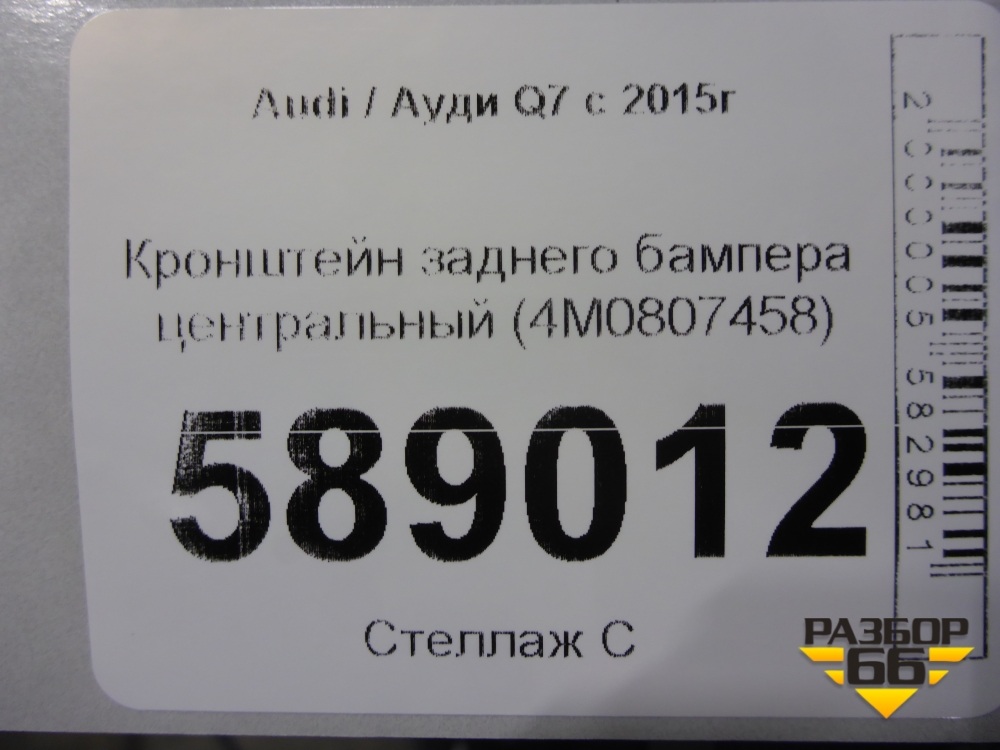 Audi / Ауди Q7 с 2015г
Кронштейн заднего бампера
центральный (4M0807458)
589012
Стеллаж С
2000005582981
РАЗБОР
66